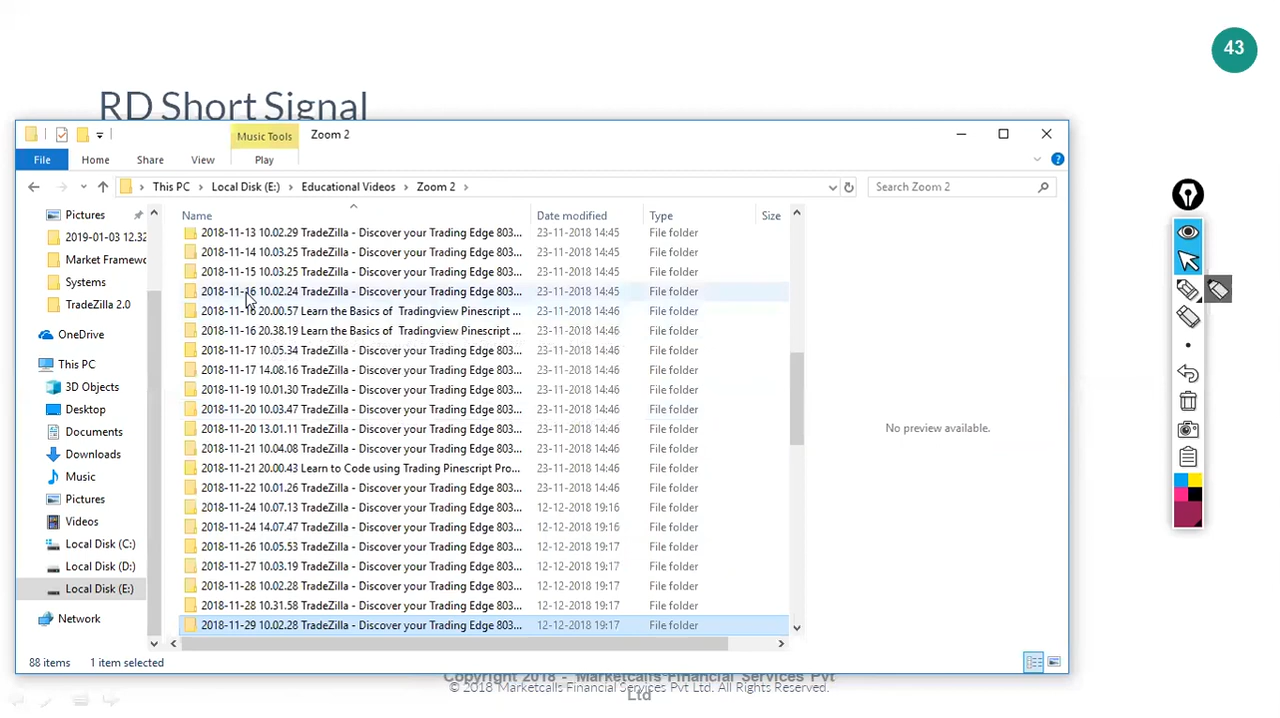 43
RD Short Signal
Music Tools
Zoom 2
File
Home
Share
View
Play
This PC
Local Disk (E:)
Educational Videos
Zoom 2
Search Zoom 2
Pictures
2019-01-03 12.32
Market Framewo
Systems
TradeZilla 2.0
OneDrive
This PC
3D Objects
Desktop
Documents
Downloads
Music
Pictures
Videos
Local Disk (C:)
Local Disk (D:)
Local Disk (E:)
Network
Name Date modified Type Size
2018-11-13 10.02.29 TradeZilla - Discover your Trading Edge 803... 23-11-2018 14:45 File folder
2018-11-14 10.03.25 TradeZilla - Discover your Trading Edge 803... 23-11-2018 14:45 File folder
2018-11-15 10.03.25 TradeZilla - Discover your Trading Edge 803... 23-11-2018 14:45 File folder
2018-11-16 10.02.24 TradeZilla - Discover your Trading Edge 803... 23-11-2018 14:45 File folder
2018-11-16 20.00.57 Learn the Basics of Tradingview Pinescript ... 23-11-2018 14:46 File folder
2018-11-16 20.38.19 Learn the Basics of Tradingview Pinescript ... 23-11-2018 14:46 File folder
2018-11-17 10.05.34 TradeZilla - Discover your Trading Edge 803... 23-11-2018 14:46 File folder
2018-11-17 14.08.16 TradeZilla - Discover your Trading Edge 803... 23-11-2018 14:46 File folder
2018-11-19 10.01.30 TradeZilla - Discover your Trading Edge 803... 23-11-2018 14:46 File folder
2018-11-20 10.03.47 TradeZilla - Discover your Trading Edge 803... 23-11-2018 14:46 File folder
2018-11-20 13.01.11 TradeZilla - Discover your Trading Edge 803... 23-11-2018 14:46 File folder
2018-11-21 10.04.08 TradeZilla - Discover your Trading Edge 803... 23-11-2018 14:46 File folder
2018-11-21 20.00.43 Learn to Code using Trading Pinescript Pro... 23-11-2018 14:46 File folder
2018-11-22 10.01.26 TradeZilla - Discover your Trading Edge 803... 23-11-2018 14:46 File folder
2018-11-24 10.07.13 TradeZilla - Discover your Trading Edge 803... 12-12-2018 19:16 File folder
2018-11-24 14.07.47 TradeZilla - Discover your Trading Edge 803... 12-12-2018 19:16 File folder
2018-11-26 10.05.53 TradeZilla - Discover your Trading Edge 803... 12-12-2018 19:17 File folder
2018-11-27 10.03.19 TradeZilla - Discover your Trading Edge 803... 12-12-2018 19:17 File folder
2018-11-28 10.02.28 TradeZilla - Discover your Trading Edge 803... 12-12-2018 19:17 File folder
2018-11-28 10.31.58 TradeZilla - Discover your Trading Edge 803... 12-12-2018 19:17 File folder
2018-11-29 10.02.28 TradeZilla - Discover your Trading Edge 803... 12-12-2018 19:17 File folder
No preview available.
88 items 1 item selected
Copyright 2018 - Marketcalls Financial Services Pvt
© 2018 Marketcalls Financial Services Pvt Ltd. All Rights Reserved.
Ltd